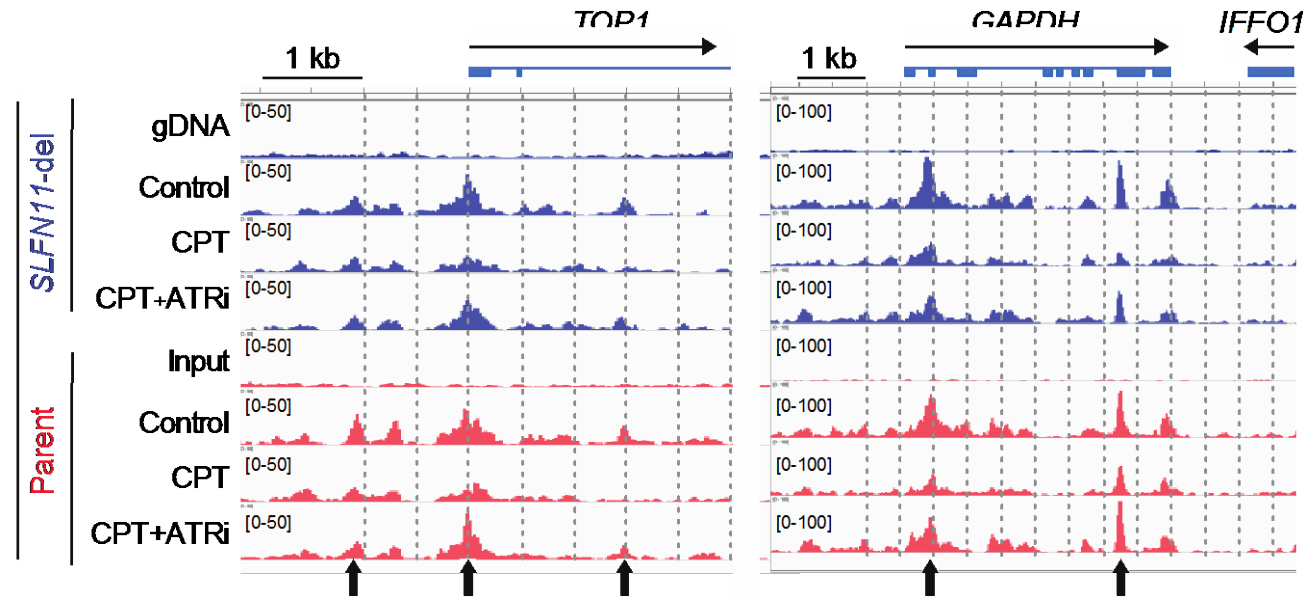 TOP1 GAPDH IFFO1
1 kb 1 kb
SLFN11-del
gDNA [0-50] [0-100]
Control [0-50] [0-100]
CPT [0-50] [0-100]
CPT+ATRi [0-50] [0-100]
Parent
Input [0-50] [0-100]
Control [0-50] [0-100]
CPT [0-50] [0-100]
CPT+ATRi [0-50] [0-100]